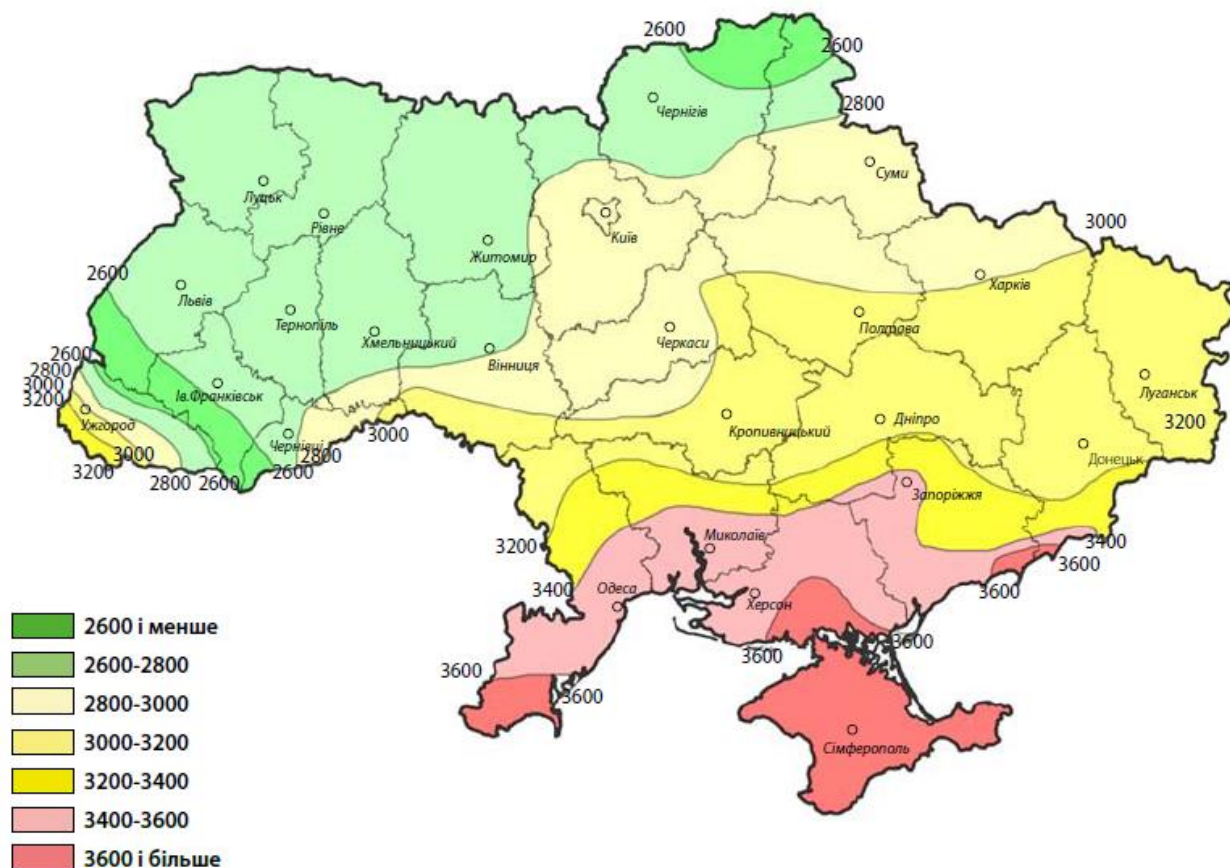 2600
2600
2800
Чернігів
Суми
Луцьк
Рівне
Київ
Житомир
3000
2600
Львів
Тернопіль
Хмельницький
Вінниця
Черкаси
Полтава
Харків
2600
2800
3000
3200
Ужгород
Ів.Франківськ
Чернівці
3000
Кропивницький
Дніпро
Луганськ
3200
Донецьк
3200
3000
2800
2600
2600
2800
Запоріжжя
3200
3400
Миколаїв
Одеса
Херсон
3400
3600
3600
3600
3600
3600
3600
Сімферополь
2600 і менше
2600-2800
2800-3000
3000-3200
3200-3400
3400-3600
3600 і більше